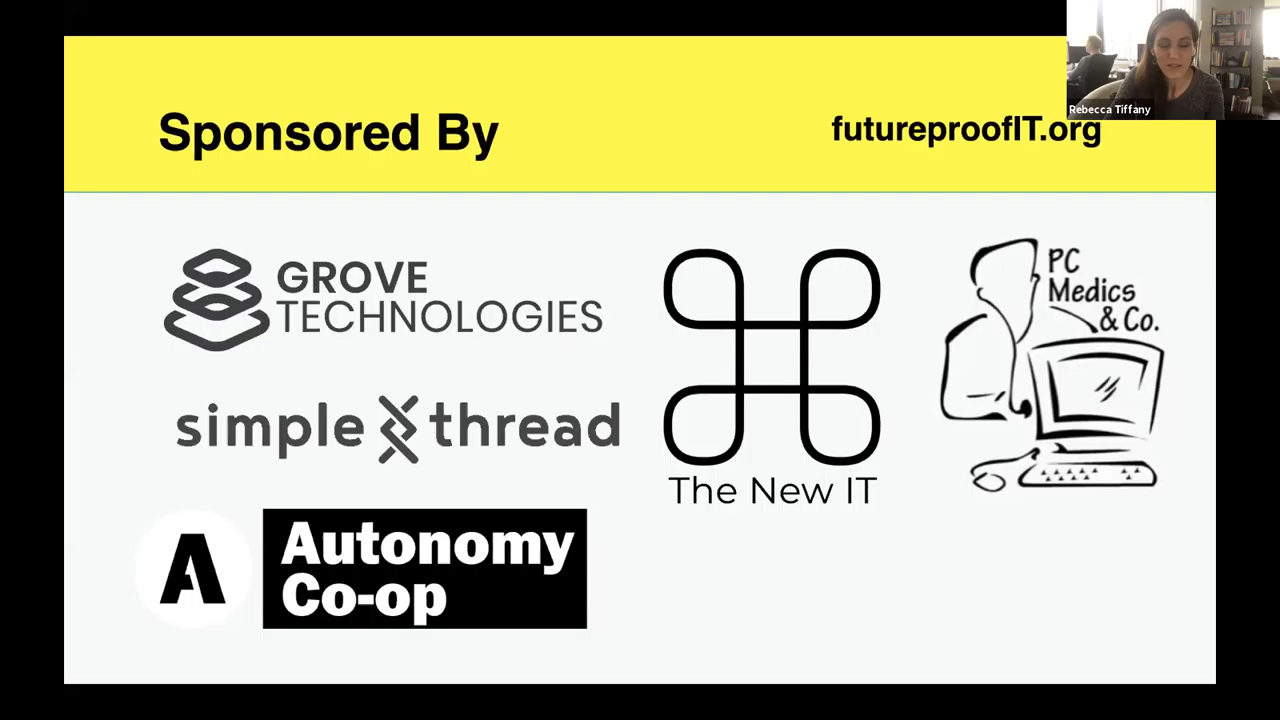 Sponsored By
futureproofIT.org
Rebecca Tiffany
GROVE
TECHNOLOGIES
simple thread
The New IT
PC
Medics
& Co.
A
Autonomy
Co-op